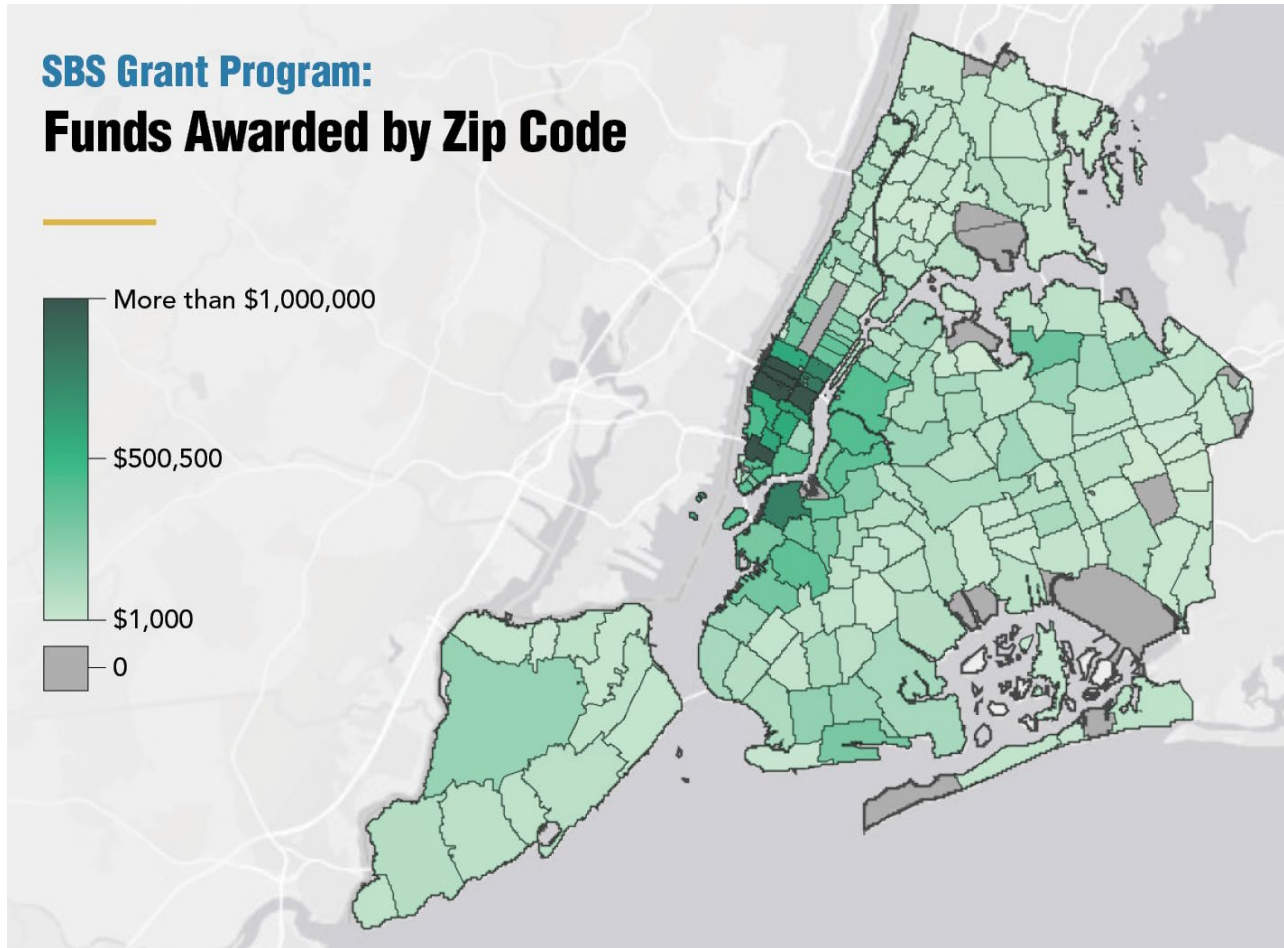 SBS Grant Program:
Funds Awarded by Zip Code
More than $1,000,000
$500,500
$1,000
0